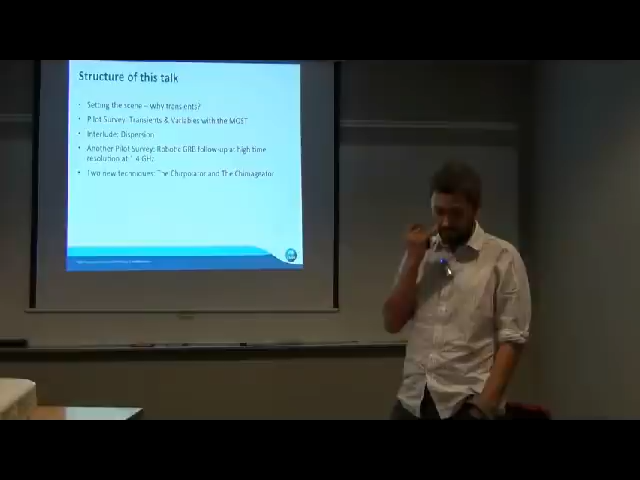 Structure of this talk
• Setting the scene – why transients?
• Pilot Survey: Transients & Variables with the MOST
• Interlude: Dispersion
• Another Pilot Survey: Robotic GRB follow-up at high time
resolution at 1.4 GHz
• Two new techniques: The Chirpolator and The Chimageator